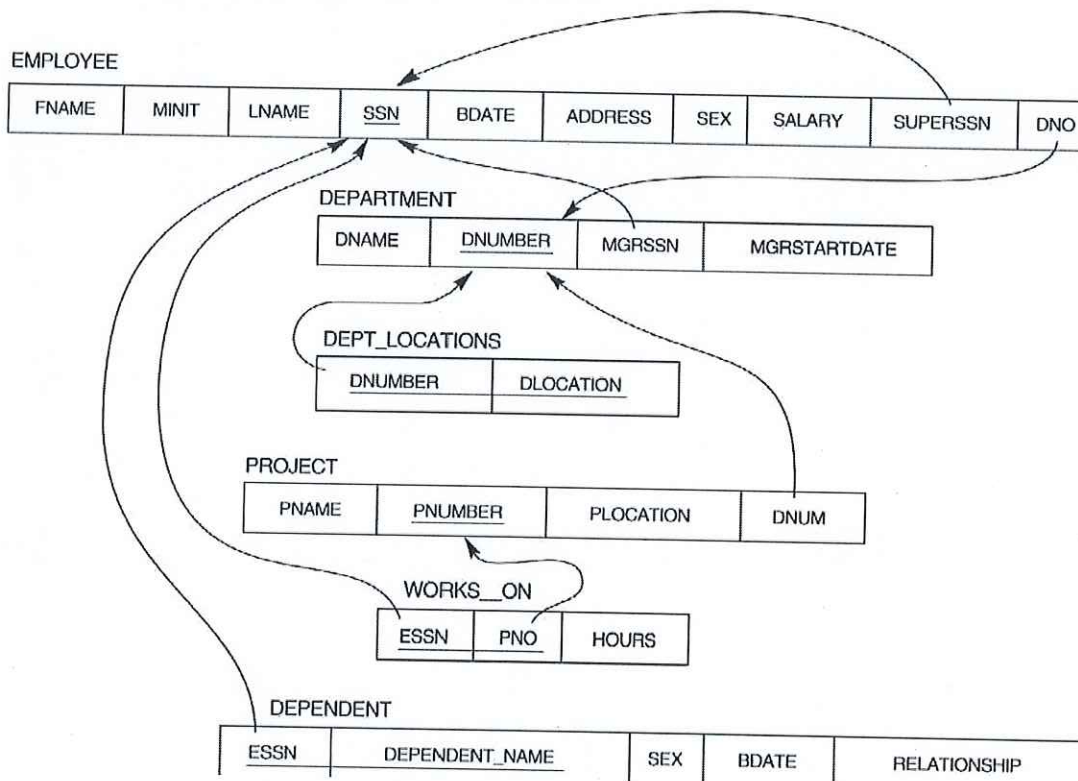 EMPLOYEE
FNAME MINIT LNAME SSN BDATE ADDRESS SEX SALARY SUPERSSN DNO
DEPARTMENT
DNAME DNUMBER MGRSSN MGRSTARTDATE
DEPT_LOCATIONS
DNUMBER DLOCATION
PROJECT
PNAME PNUMBER PLOCATION DNUM
WORKS__ON
ESSN PNO HOURS
DEPENDENT
ESSN DEPENDENT_NAME SEX BDATE RELATIONSHIP